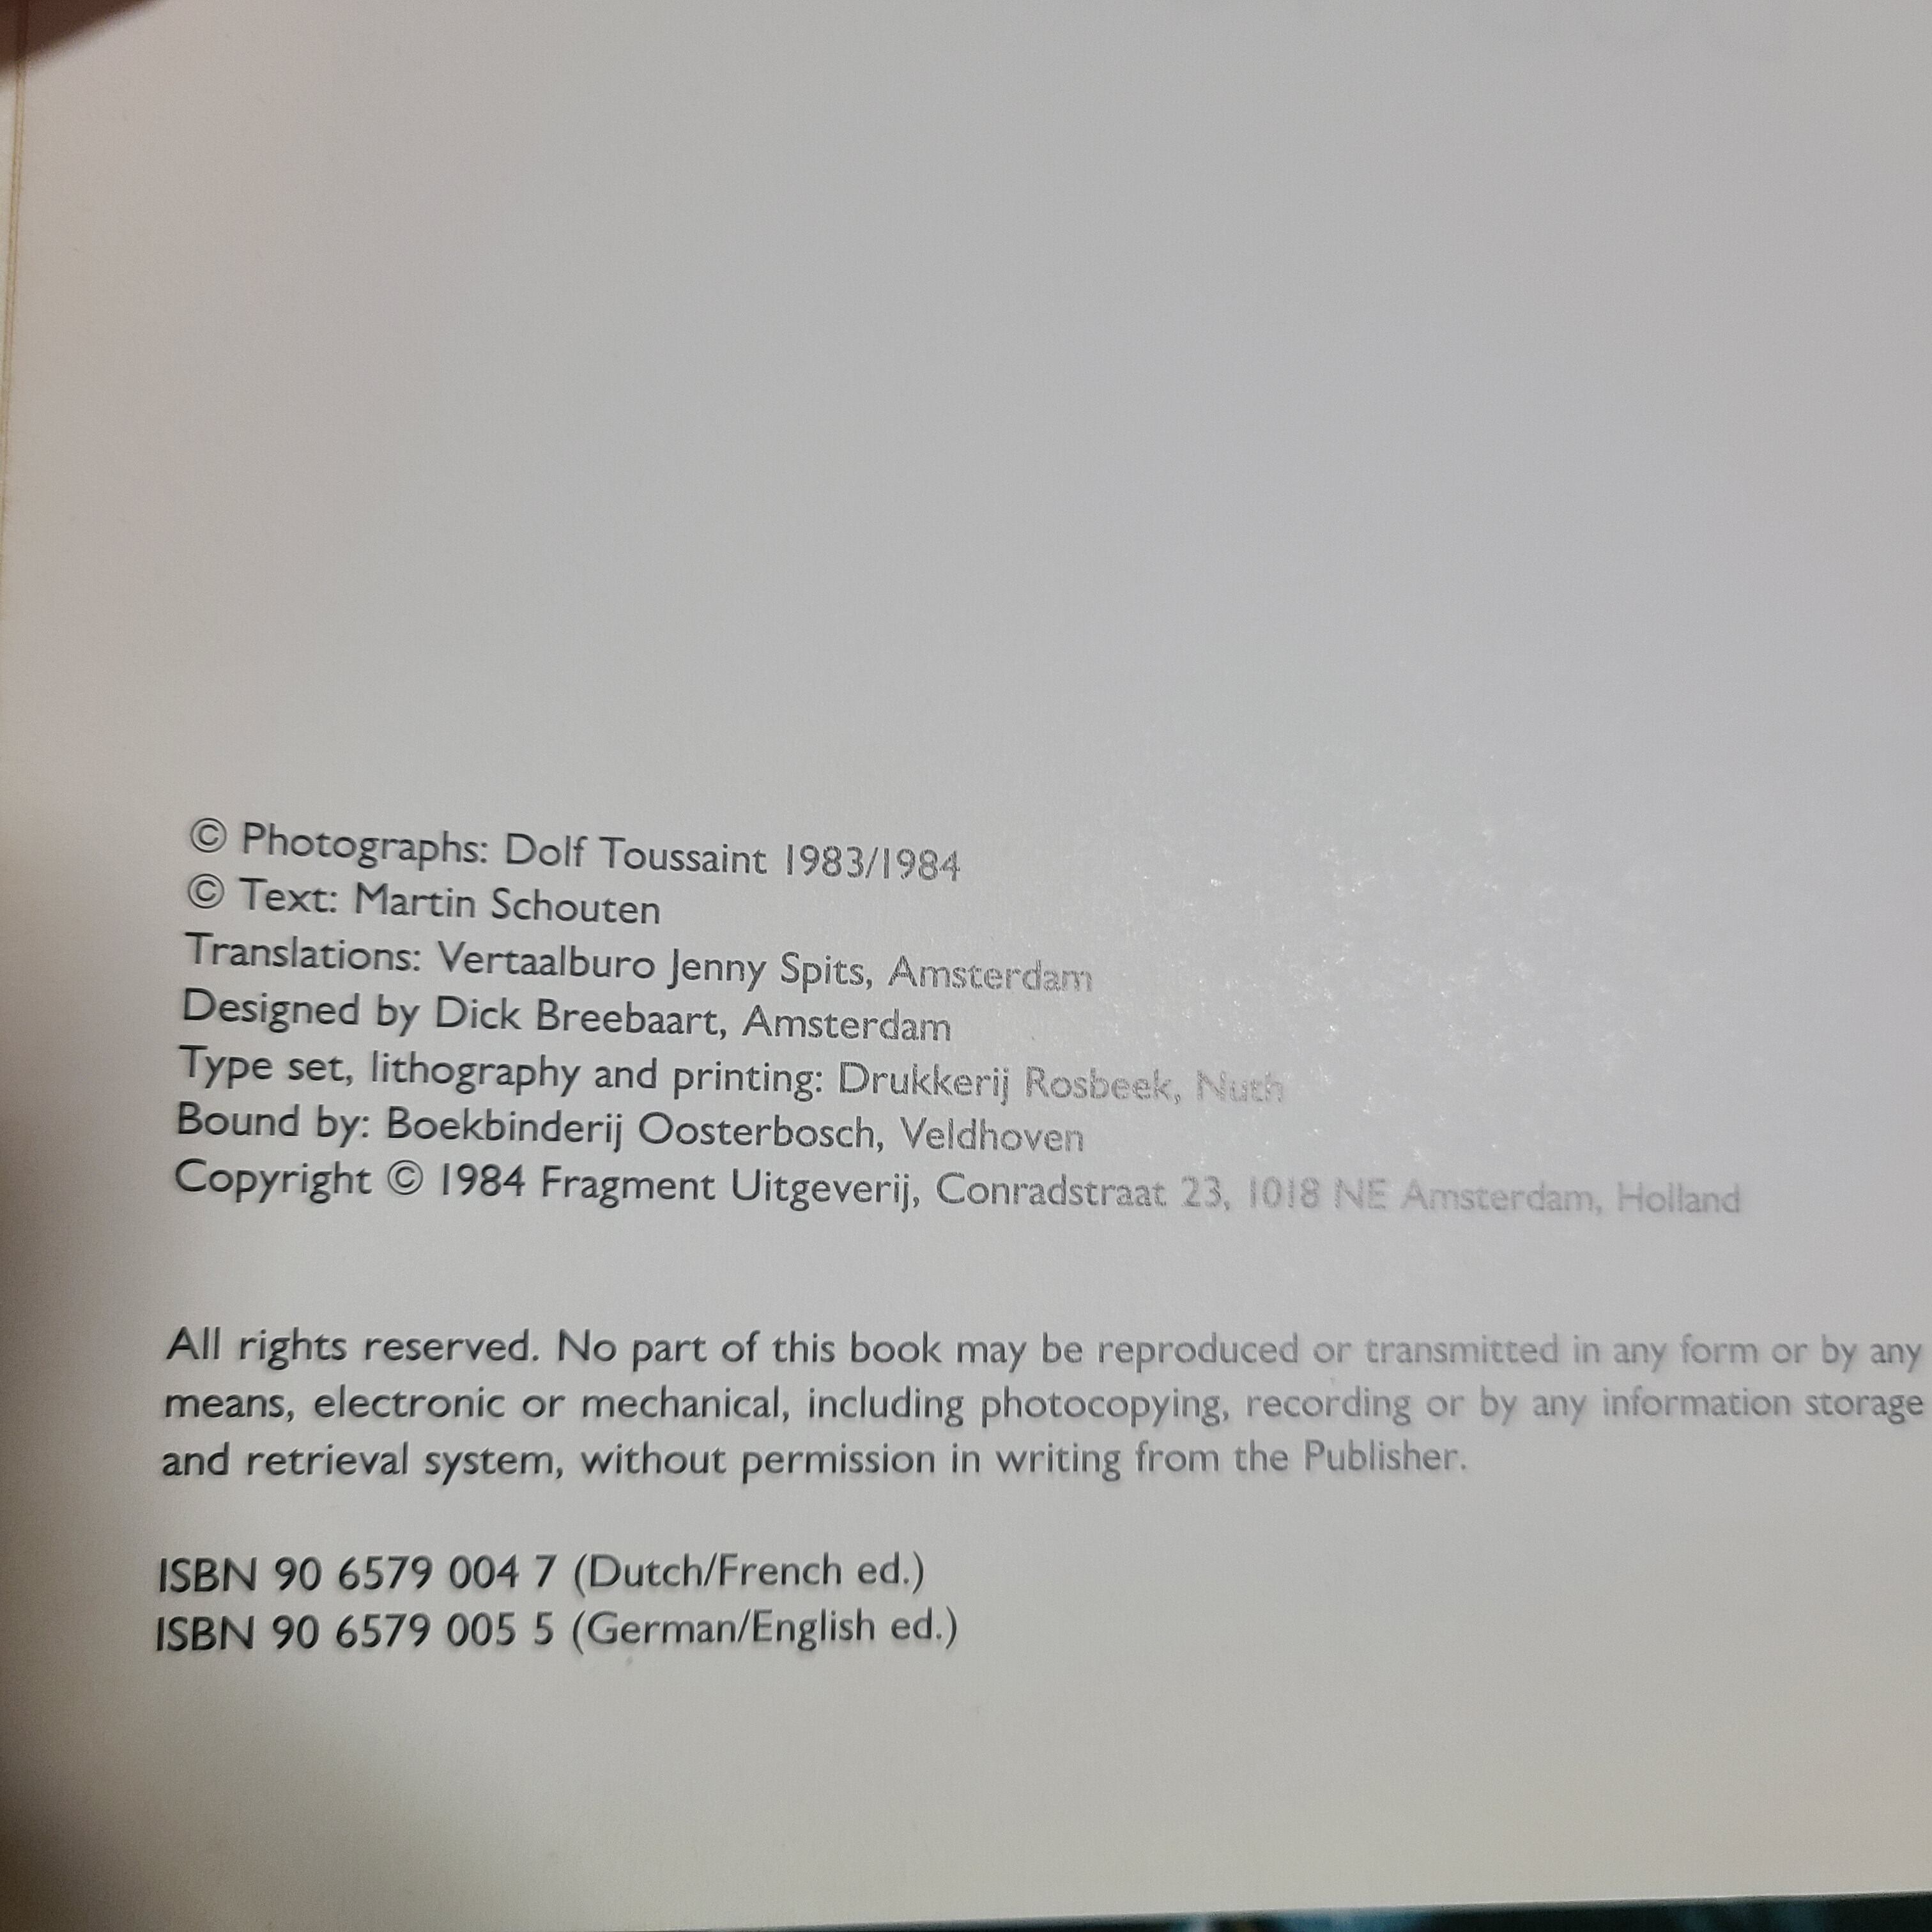 © Photographs: Dolf Toussaint 1983/1984
© Text: Martin Schouten
Translations: Vertaalburo Jenny Spits, Amsterdam
Designed by Dick Breebaart, Amsterdam
Type set, lithography and printing: Drukkerij Rosbeek, Nuth
Bound by: Boekbinderij Oosterbosch, Veldhoven
Copyright © 1984 Fragment Uitgeverij, Conradstraat 23, 1018 NE Amsterdam, Holland
All rights reserved. No part of this book may be reproduced or transmitted in any form or by any
means, electronic or mechanical, including photocopying, recording or by any information storage
and retrieval system, without permission in writing from the Publisher.
ISBN 90 6579 004 7 (Dutch/French ed.)
ISBN 90 6579 005 5 (German/English ed.)